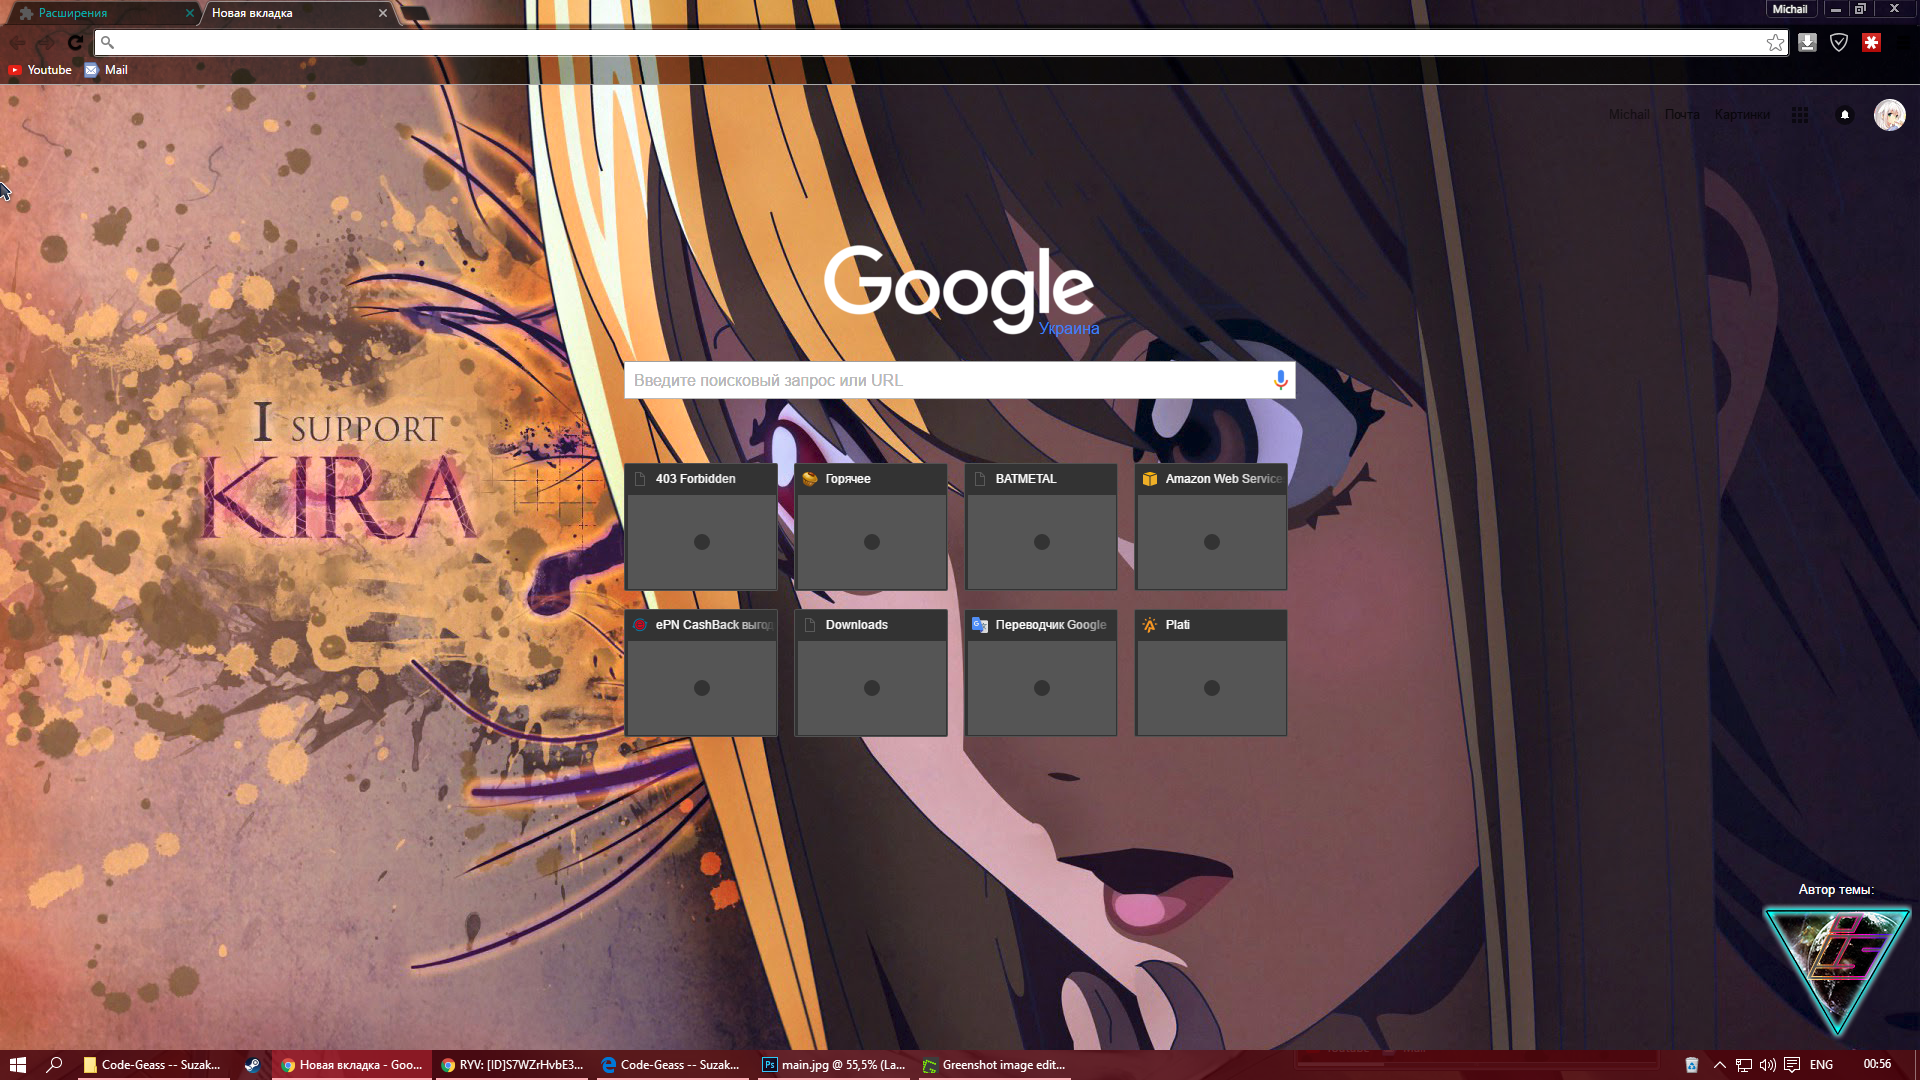 Расширения
Новая вкладка
Michail
Youtube
Mail
Michail
Почта
Картинки
Google
Украина
Введите поисковый запрос или URL
I SUPPORT
KIRA
403 Forbidden
Горячее
BATMETAL
Amazon Web Service
ePN CashBack выгод
Downloads
Переводчик Google
Plati
Автор темы:
Code-Geass -- Suzak...
Новая вкладка - Goo...
RYV: [ID]S7WZrHvbE3...
Code-Geass -- Suzak...
main.jpg @ 55,5% (La...
Greenshot image edit...
ENG
00:56